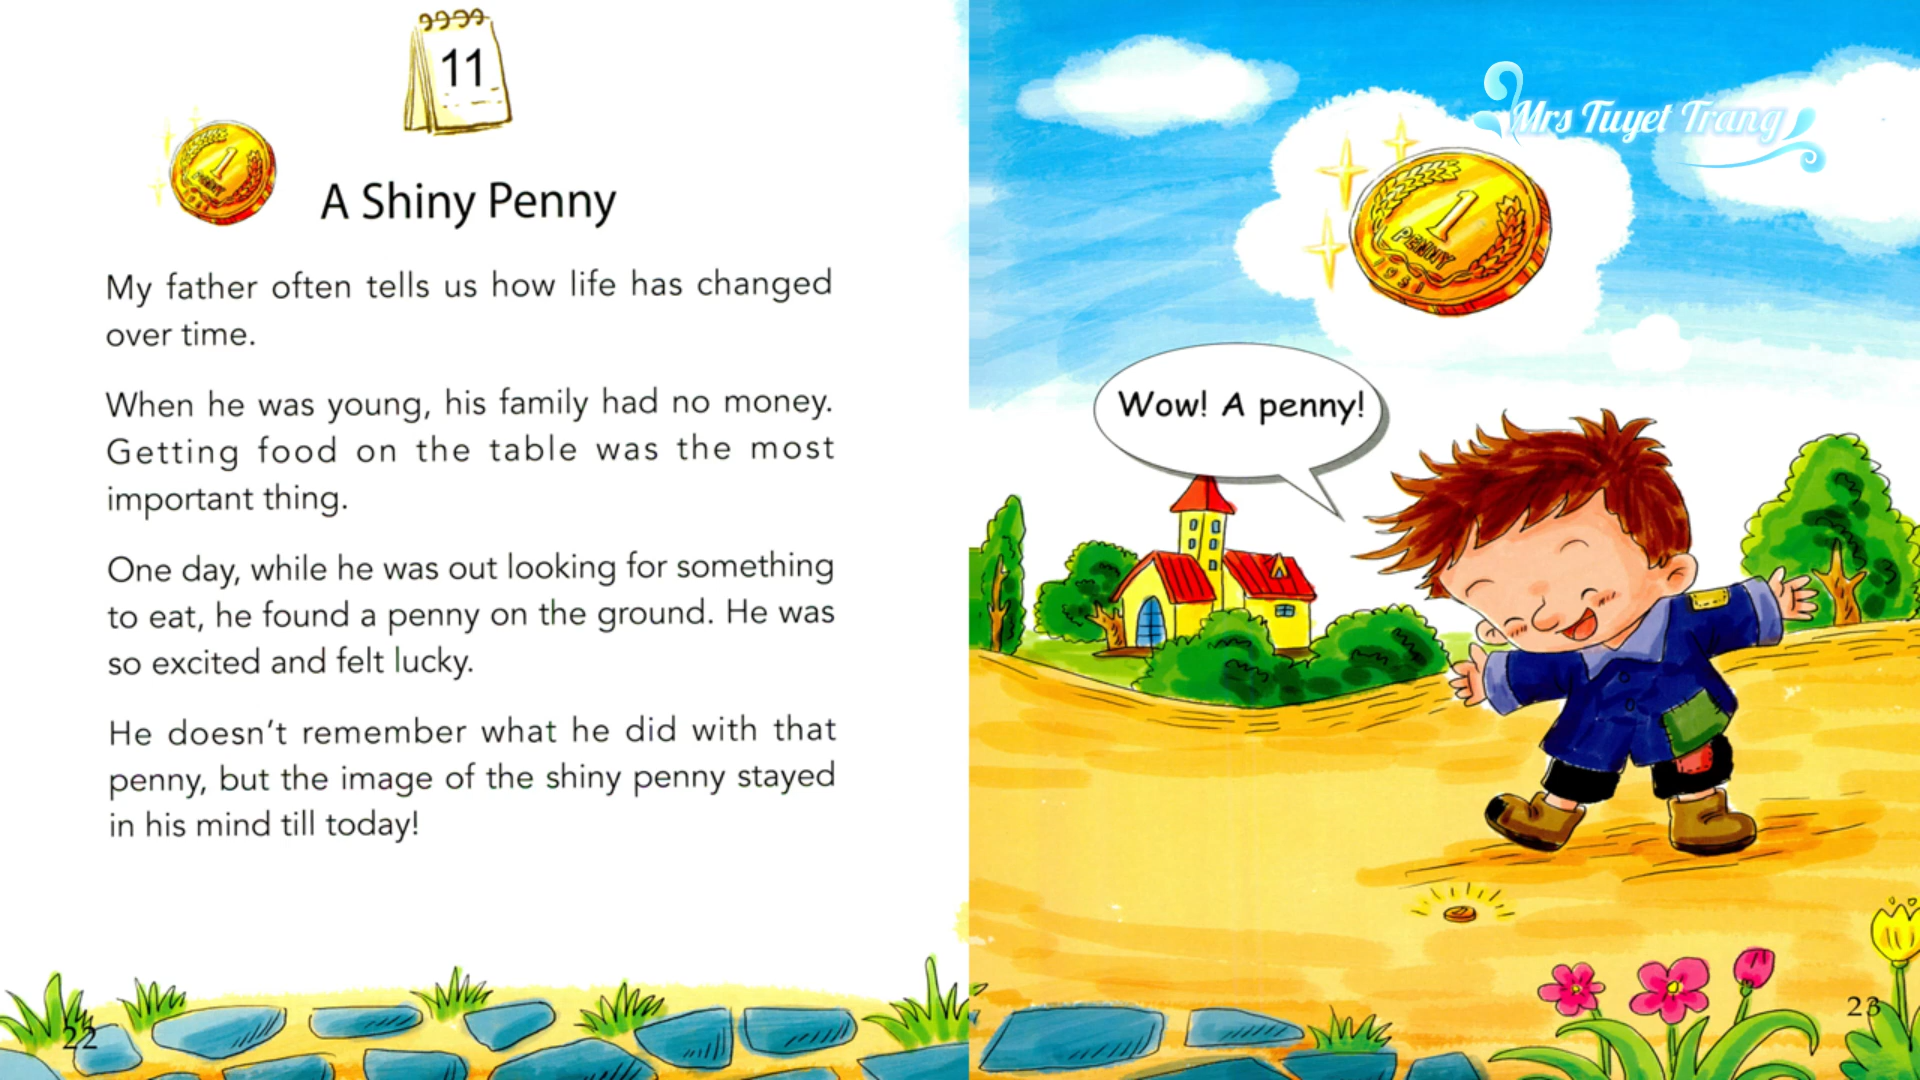 11
1
PENNY
A Shiny Penny
My father often tells us how life has changed
over time.
When he was young, his family had no money.
Getting food on the table was the most
important thing.
One day, while he was out looking for something
to eat, he found a penny on the ground. He was
so excited and felt lucky.
He doesn't remember what he did with that
penny, but the image of the shiny penny stayed
in his mind till today!
22
Mrs Tuyet Trang
1
PENNY
Wow! A penny!
23